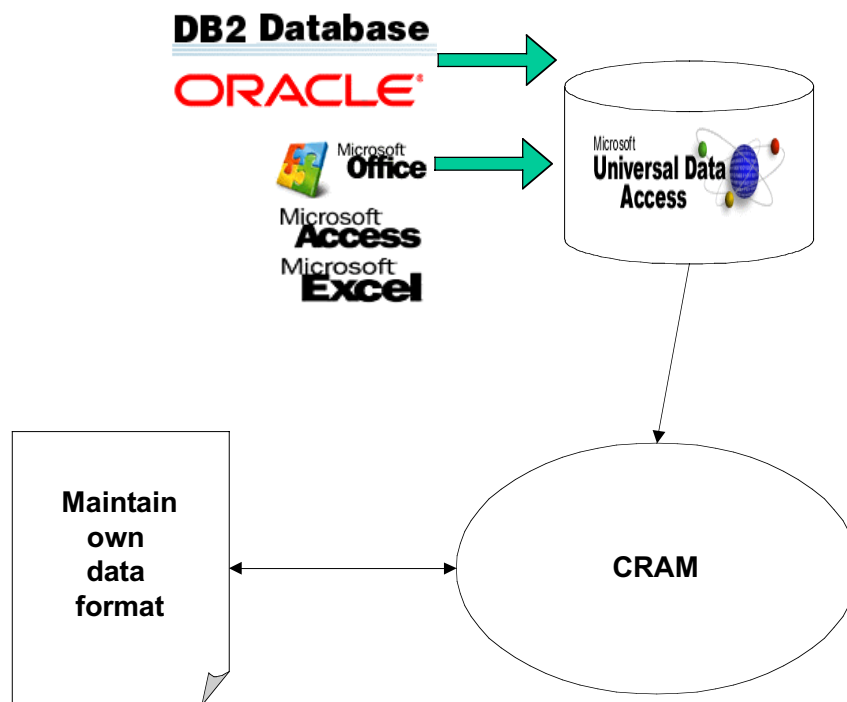 DB2 Database
ORACLE®
Microsoft
Office
Microsoft
Access
Microsoft
Excel
Microsoft
Universal Data
Access
Maintain
own
data
format
CRAM